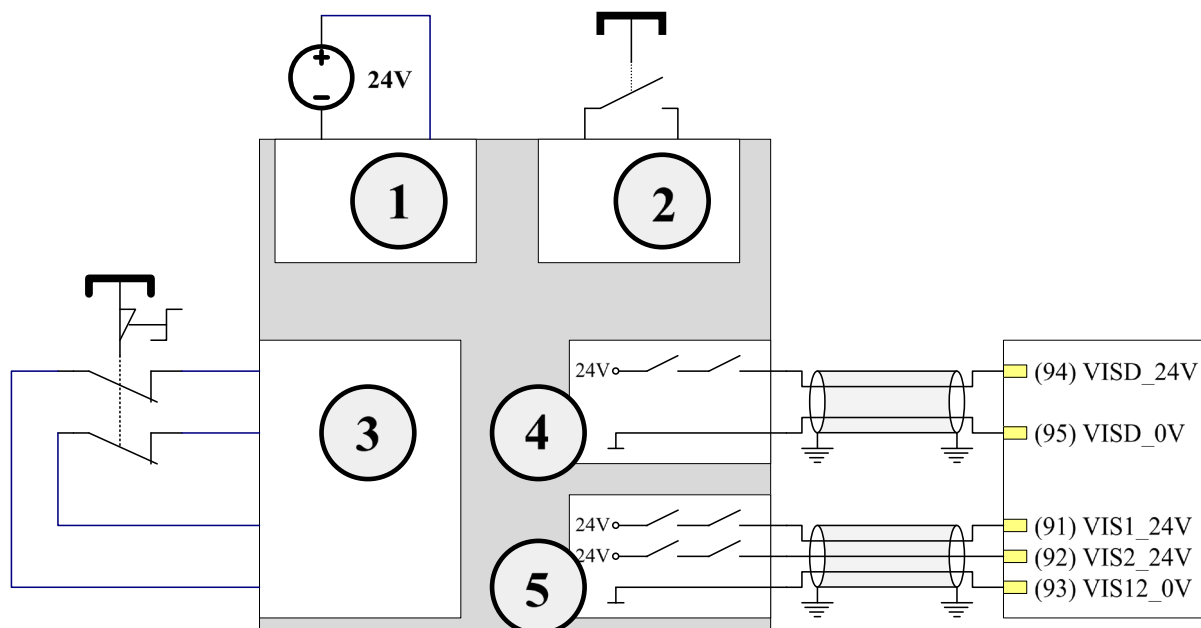 24V
1
2
3
4
5
24V
(94) VISD_24V
(95) VISD_0V
24V
24V
(91) VIS1_24V
(92) VIS2_24V
(93) VIS12_0V